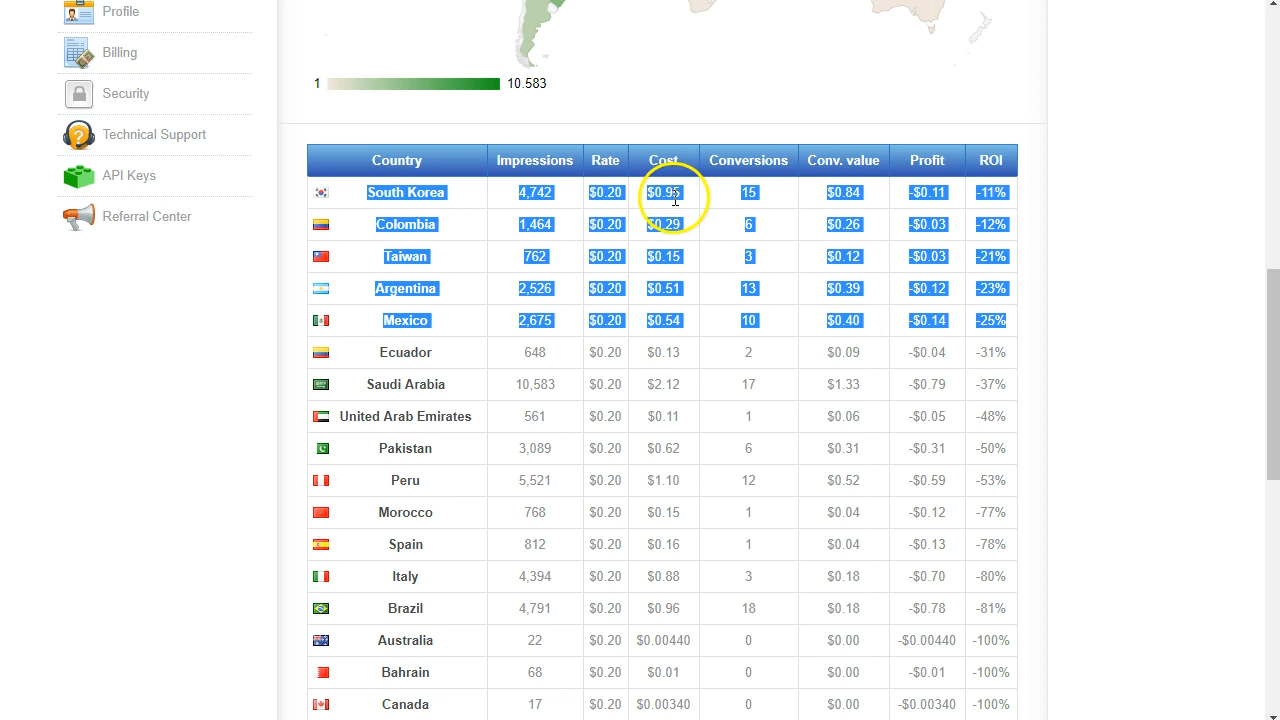 Profile
Billing
Security
Technical Support
API Keys
Referral Center
1 10.583
Country Impressions Rate Cost Conversions Conv. value Profit ROI
South Korea 4,742 $0.20 $0.95 15 $0.84 -$0.11 -11%
Colombia 1,464 $0.20 $0.29 6 $0.26 -$0.03 -12%
Taiwan 762 $0.20 $0.15 3 $0.12 -$0.03 -21%
Argentina 2,526 $0.20 $0.51 13 $0.39 -$0.12 -23%
Mexico 2,675 $0.20 $0.54 10 $0.40 -$0.14 -25%
Ecuador 648 $0.20 $0.13 2 $0.09 -$0.04 -31%
Saudi Arabia 10,583 $0.20 $2.12 17 $1.33 -$0.79 -37%
United Arab Emirates 561 $0.20 $0.11 1 $0.06 -$0.05 -48%
Pakistan 3,089 $0.20 $0.62 6 $0.31 -$0.31 -50%
Peru 5,521 $0.20 $1.10 12 $0.52 -$0.59 -53%
Morocco 768 $0.20 $0.15 1 $0.04 -$0.12 -77%
Spain 812 $0.20 $0.16 1 $0.04 -$0.13 -78%
Italy 4,394 $0.20 $0.88 3 $0.18 -$0.70 -80%
Brazil 4,791 $0.20 $0.96 18 $0.18 -$0.78 -81%
Australia 22 $0.20 $0.00440 0 $0.00 -$0.00440 -100%
Bahrain 68 $0.20 $0.01 0 $0.00 -$0.01 -100%
Canada 17 $0.20 $0.00340 0 $0.00 -$0.00340 -100%